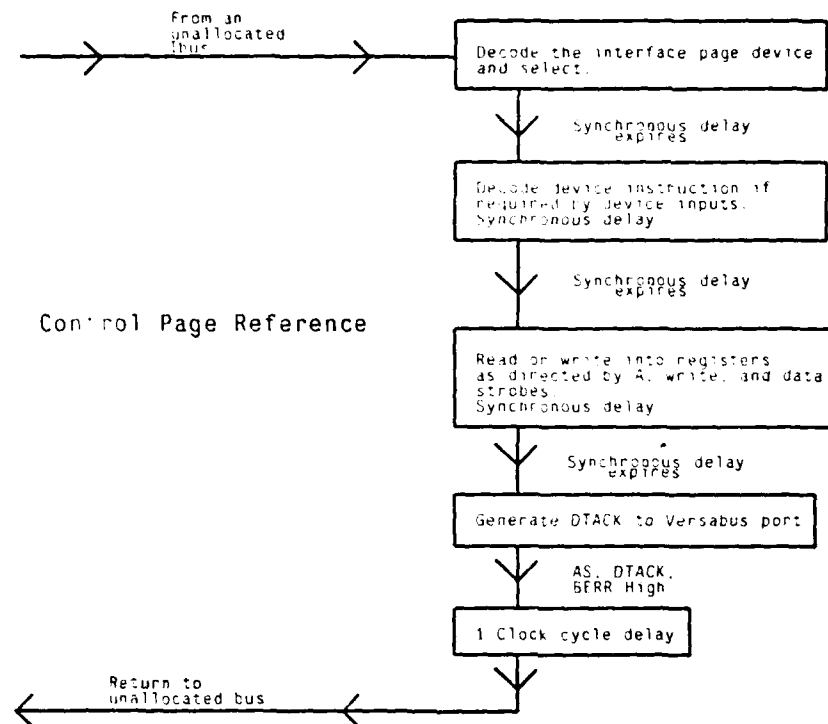 From an
unallocated
Ibus
Decode the interface page device
and select.
Synchronous delay
expires
Decode device instruction if
required by device inputs.
Synchronous delay
Synchronous delay
expires
Control Page Reference
Read or write into registers
as directed by A, write, and data
strobes.
Synchronous delay
Synchronous delay
expires
Generate DTACK to Versabus port
AS, DTACK,
BERR High
1 Clock cycle delay
Return to
unallocated bus